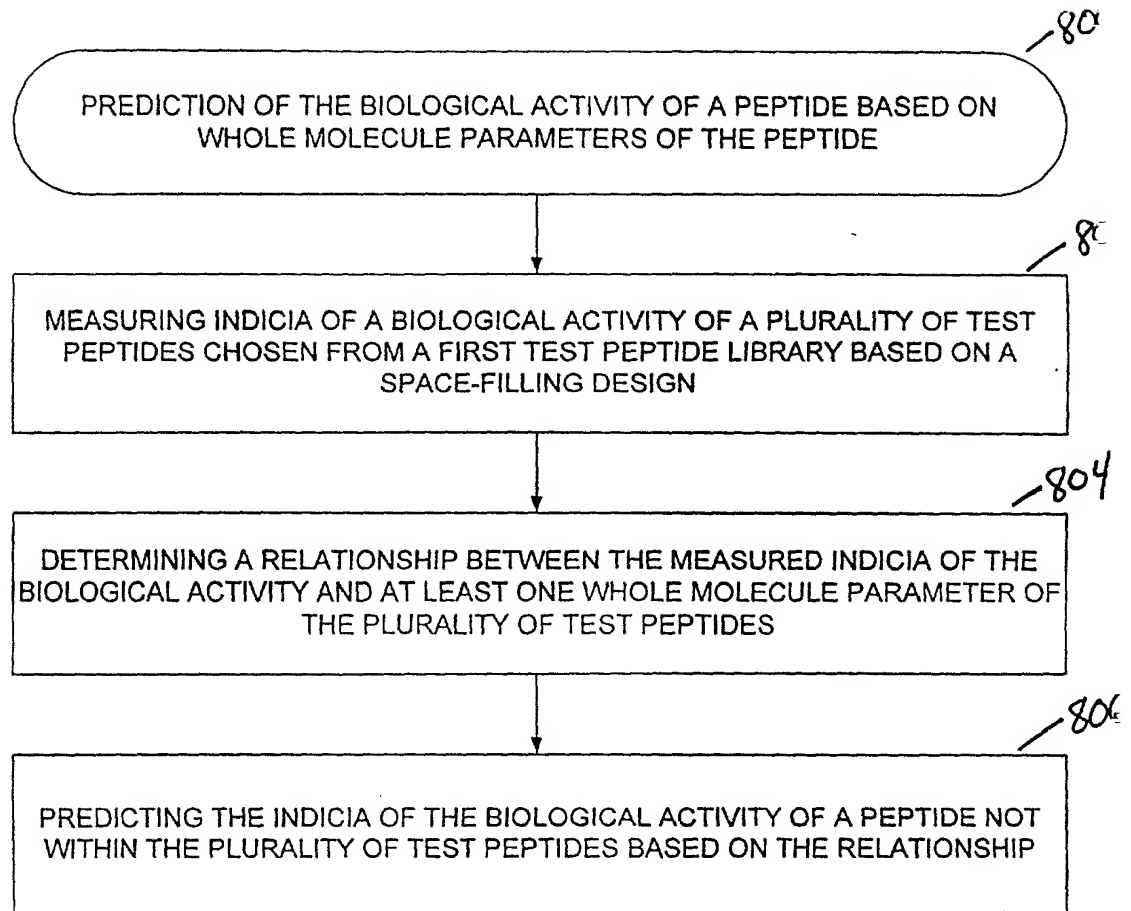 PREDICTION OF THE BIOLOGICAL ACTIVITY OF A PEPTIDE BASED ON
WHOLE MOLECULE PARAMETERS OF THE PEPTIDE
MEASURING INDICIA OF A BIOLOGICAL ACTIVITY OF A PLURALITY OF TEST
PEPTIDES CHOSEN FROM A FIRST TEST PEPTIDE LIBRARY BASED ON A
SPACE-FILLING DESIGN
804
DETERMINING A RELATIONSHIP BETWEEN THE MEASURED INDICIA OF THE
BIOLOGICAL ACTIVITY AND AT LEAST ONE WHOLE MOLECULE PARAMETER OF
THE PLURALITY OF TEST PEPTIDES
PREDICTING THE INDICIA OF THE BIOLOGICAL ACTIVITY OF A PEPTIDE NOT
WITHIN THE PLURALITY OF TEST PEPTIDES BASED ON THE RELATIONSHIP